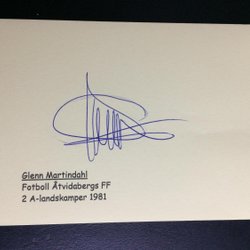 Glenn Martindahl
Fotboll Åtvidabergs FF
2 A-landskamper 1981